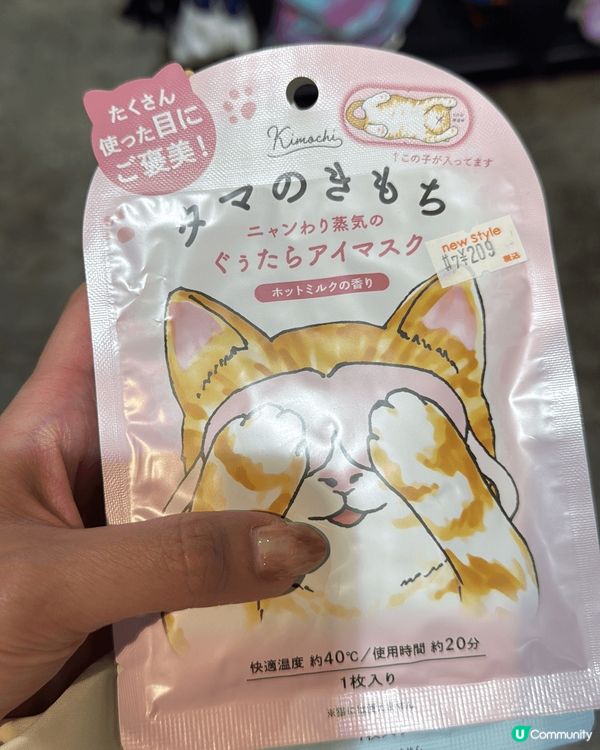 たくさん
使った目に
ご褒美!
Kimochi
↑この子が入ってます
タマのきもち
ニャンわり蒸気の
ぐぅたらアイマスク
new style
¥209
税込
ホットミルクの香り
快適温度 約40℃/使用時間 約20分
1枚入り
U Community